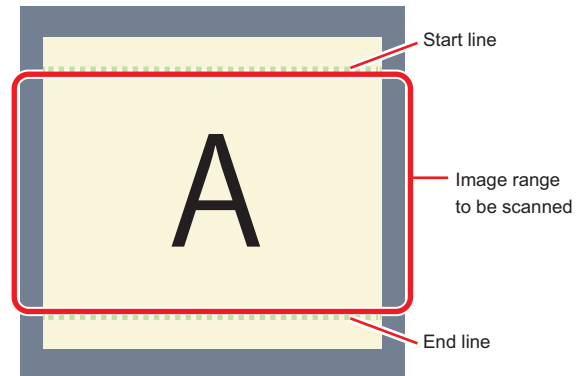 Start line
A
Image range
to be scanned
End line